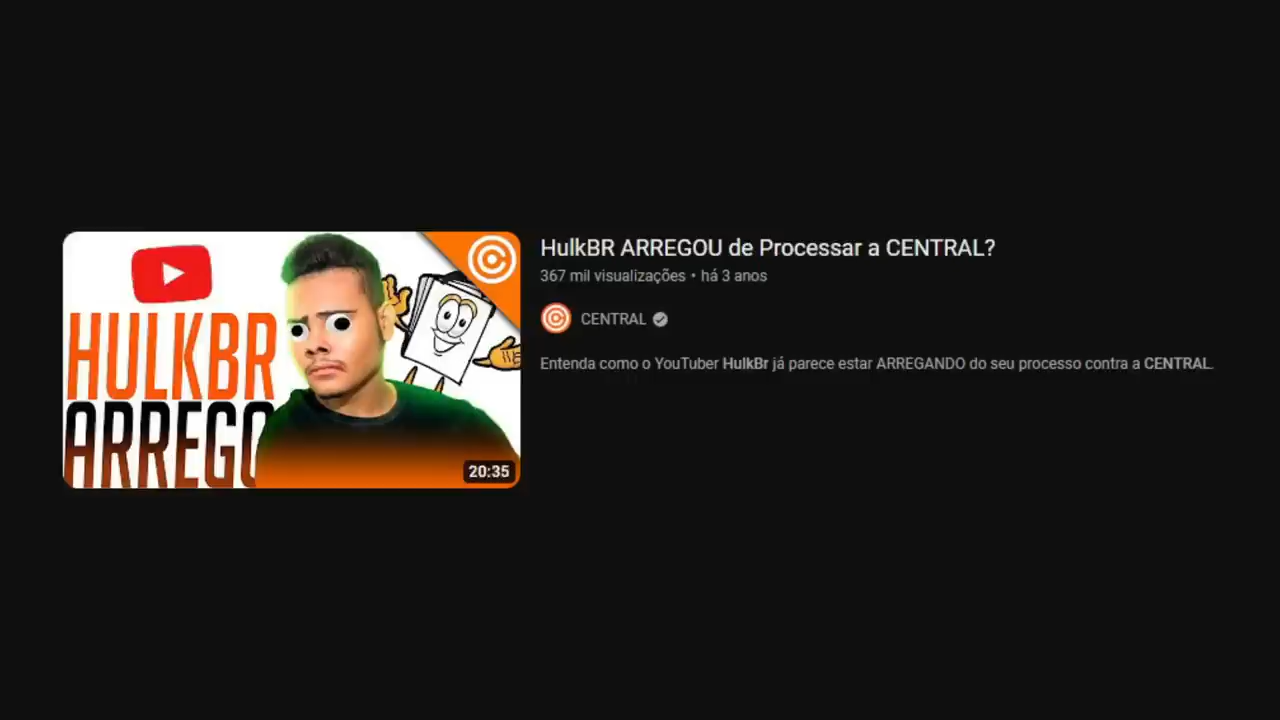 HULKBR
ARREGO
20:35
HulkBR ARREGOU de Processar a CENTRAL?
367 mil visualizações • há 3 anos
CENTRAL
Entenda como o YouTuber HulkBr já parece estar ARREGANDO do seu processo contra a CENTRAL.